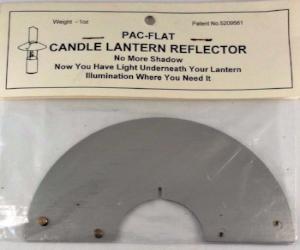 Weight - 1oz
Patent No.5209561
PAC-FLAT
CANDLE LANTERN REFLECTOR
No More Shadow
Now You Have Light Underneath Your Lantern
Illumination Where You Need It